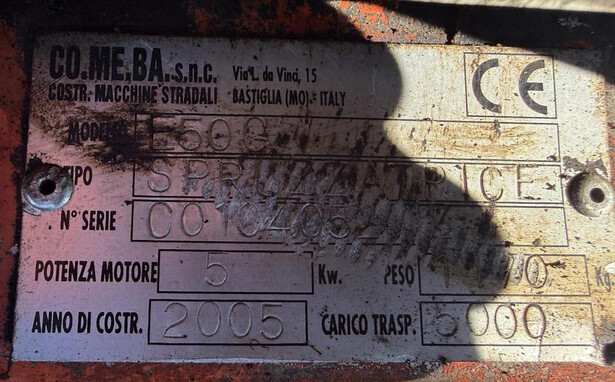 CO.ME.BA. s.n.c. Via L. da Vinci, 15 CE
COSTR. MACCHINE STRADALI BASTIGLIA (MO) - ITALY
MODELLO
TIPO SPRUZZATRICE
N° SERIE
POTENZA MOTORE 5 Kw. PESO Kg.
ANNO DI COSTR. 2005 CARICO TRASP. 5000